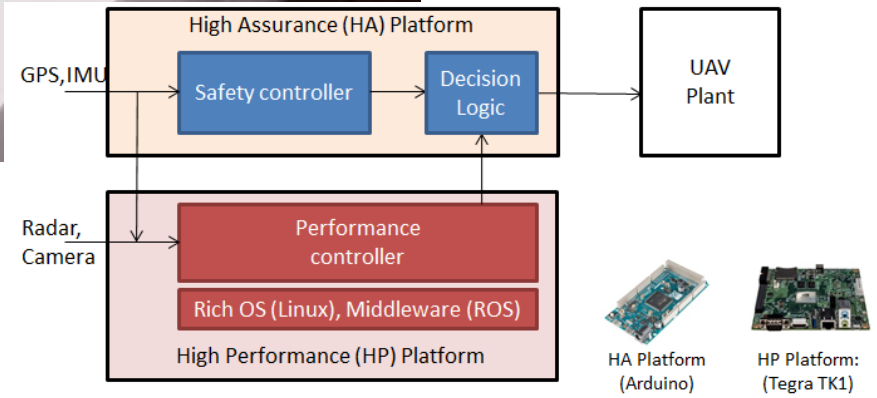 High Assurance (HA) Platform
GPS,IMU
Safety controller
Decision
Logic
UAV
Plant
Radar,
Camera
Performance
controller
Rich OS (Linux), Middleware (ROS)
High Performance (HP) Platform
HA Platform
(Arduino)
HP Platform:
(Tegra TK1)